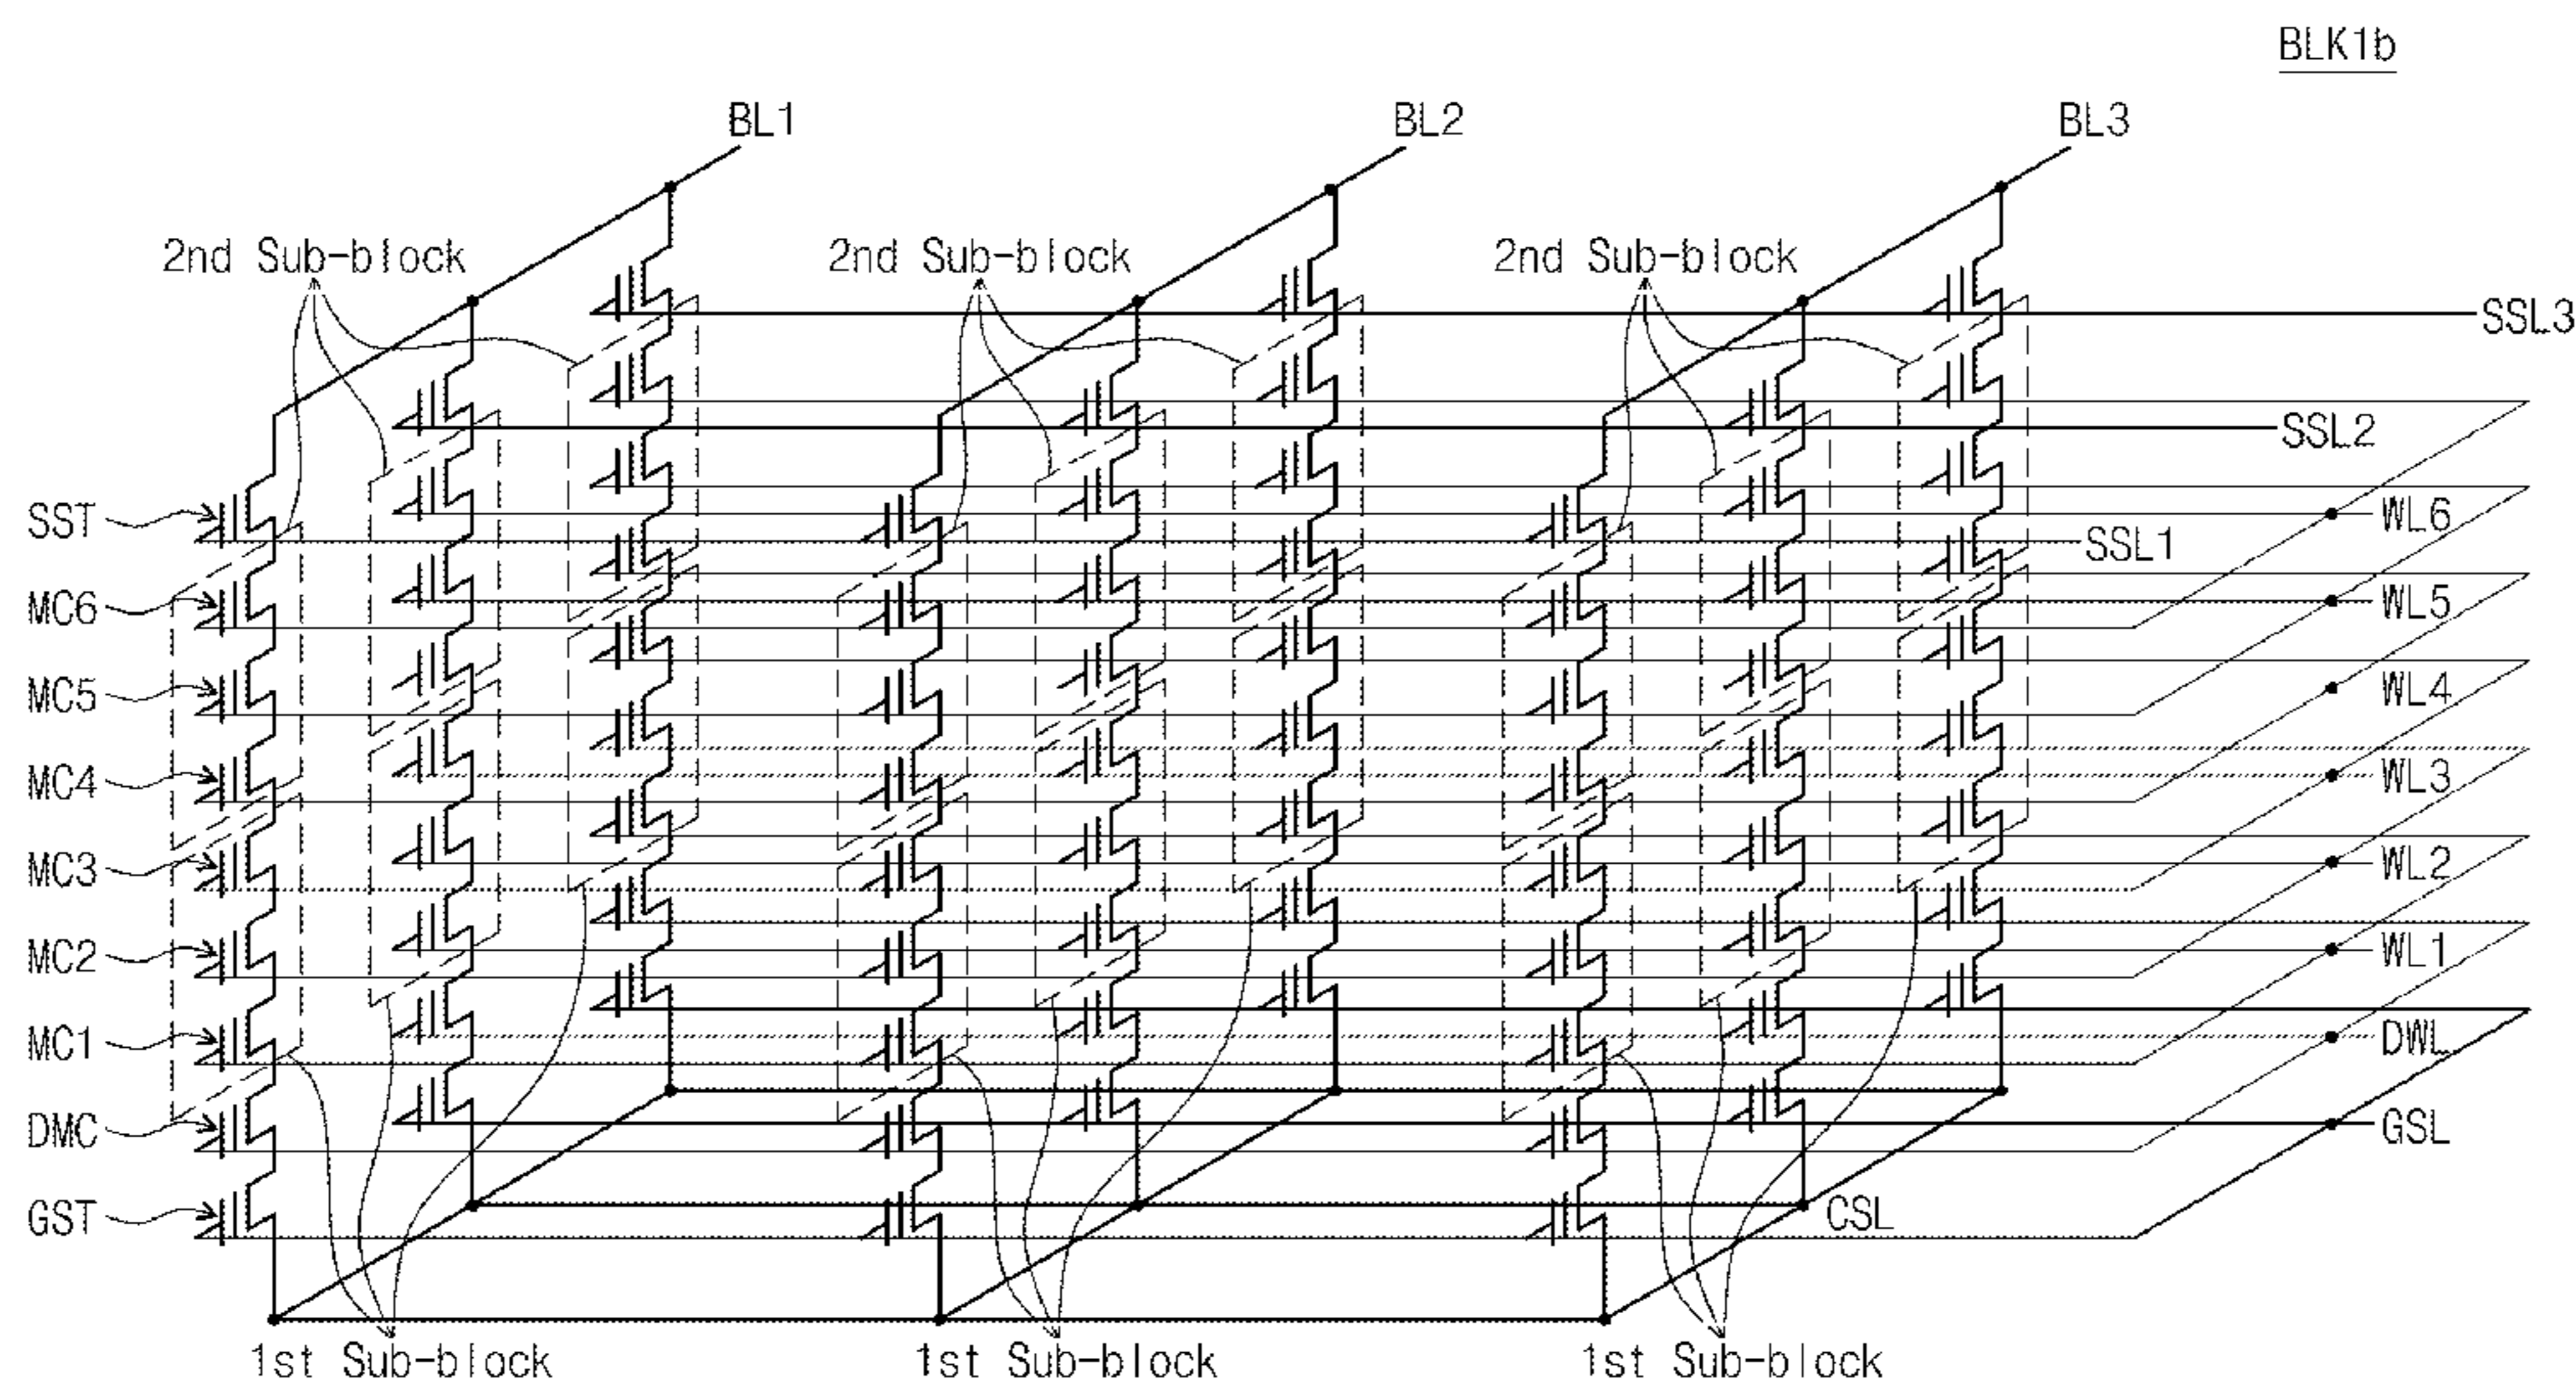 BLK1b
BL1 BL2 BL3
2nd Sub-block 2nd Sub-block 2nd Sub-block
SSL3
SSL2
SST WL6
SSL1
MC6 WL5
MC5 WL4
MC4 WL3
MC3 WL2
MC2 WL1
MC1 DWL
DMC GSL
GST CSL
1st Sub-block 1st Sub-block 1st Sub-block